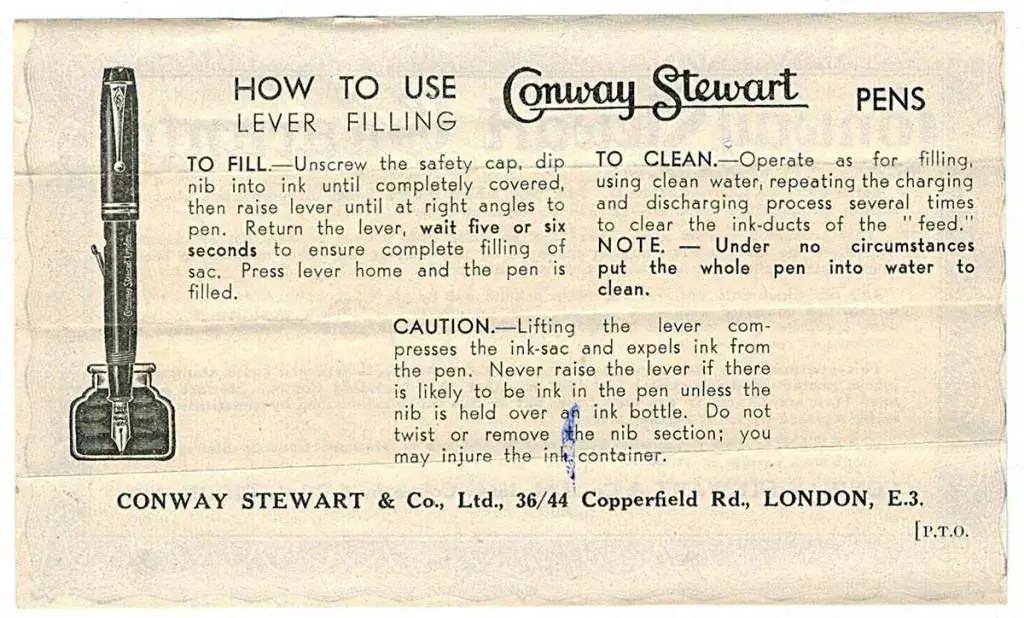 HOW TO USE Conway Stewart PENS
LEVER FILLING
TO FILL.—Unscrew the safety cap, dip
nib into ink until completely covered,
then raise lever until at right angles to
pen. Return the lever, wait five or six
seconds to ensure complete filling of
sac. Press lever home and the pen is
filled.
TO CLEAN.—Operate as for filling,
using clean water, repeating the charging
and discharging process several times
to clear the ink-ducts of the "feed."
NOTE. — Under no circumstances
put the whole pen into water to
clean.
CAUTION.—Lifting the lever com-
presses the ink-sac and expels ink from
the pen. Never raise the lever if there
is likely to be ink in the pen unless the
nib is held over an ink bottle. Do not
twist or remove the nib section; you
may injure the ink container.
CONWAY STEWART & Co., Ltd., 36/44 Copperfield Rd., LONDON, E.3.
[P.T.O.